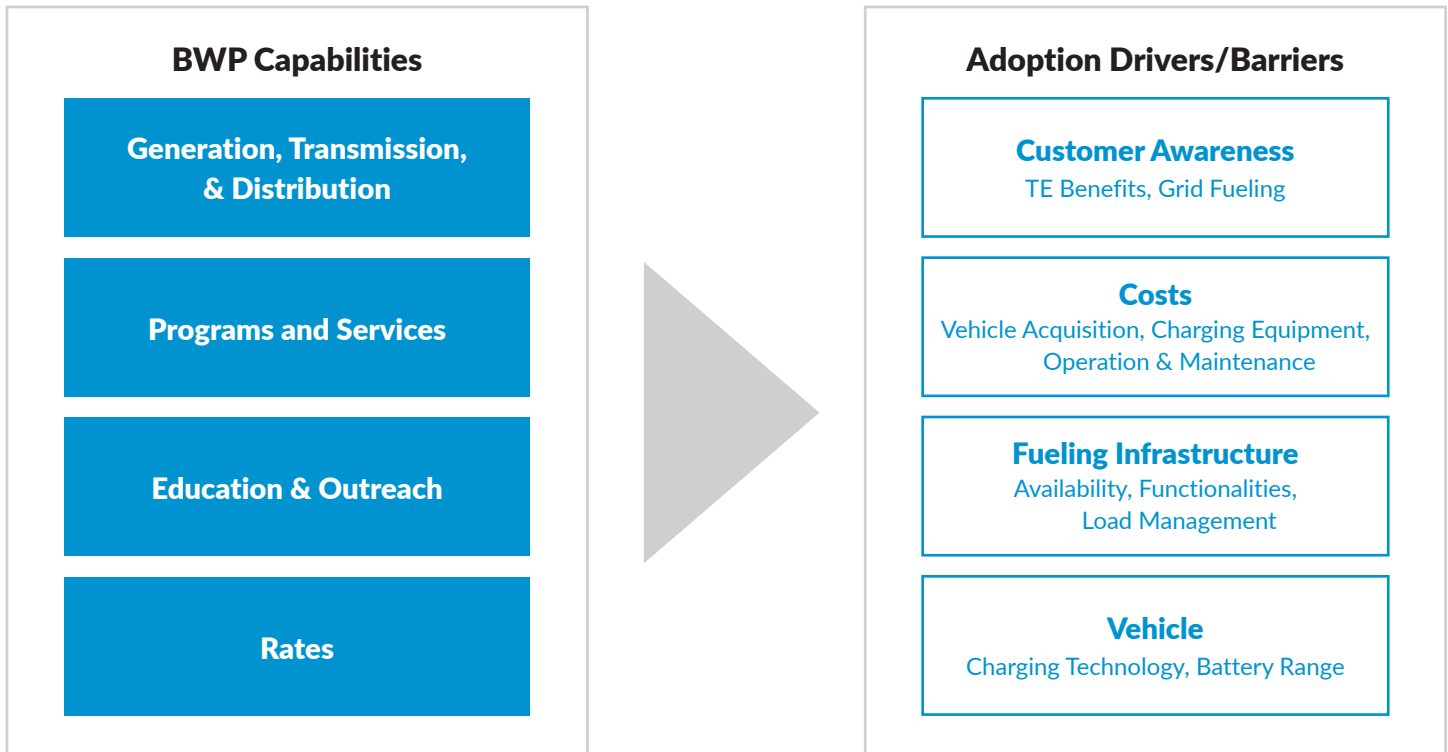 BWP Capabilities
Generation, Transmission,
& Distribution
Programs and Services
Education & Outreach
Rates
Adoption Drivers/Barriers
Customer Awareness
TE Benefits, Grid Fueling
Costs
Vehicle Acquisition, Charging Equipment,
Operation & Maintenance
Fueling Infrastructure
Availability, Functionalities,
Load Management
Vehicle
Charging Technology, Battery Range